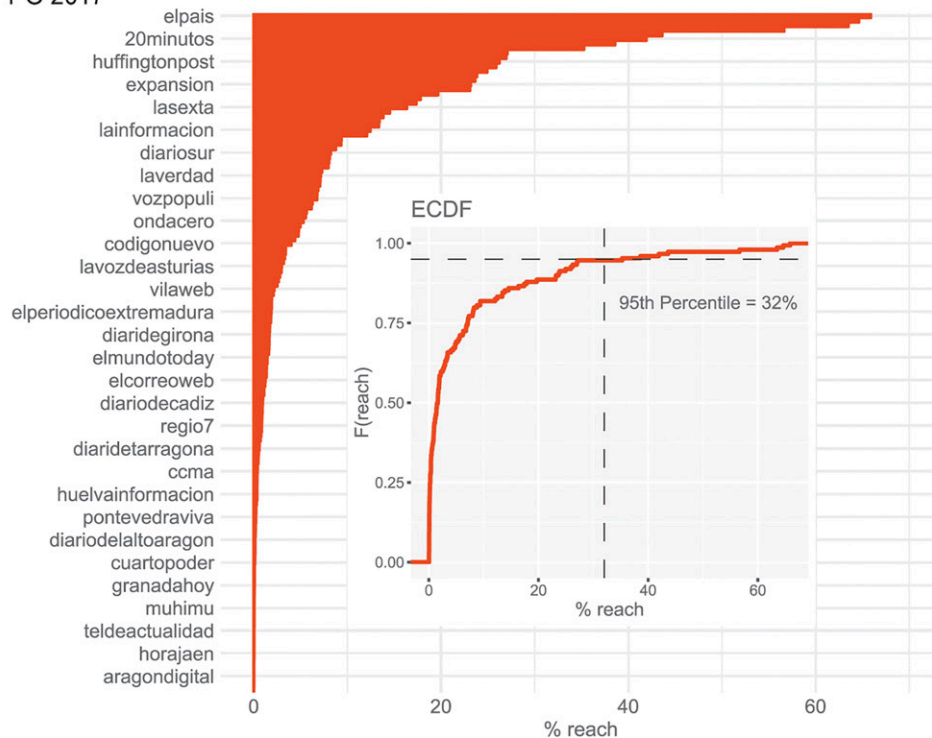 elpais
20minutos
huffingtonpost
expansion
lasexta
lainformacion
diariosur
laverdad
vozpopuli
ondacero
codigonuevo
lavozdeasturias
vilaweb
elperiodicoextremadura
diaridegirona
elmundotoday
elcorreoweb
diariodecadiz
regio7
diaridetarragona
ccma
huelvainformacion
pontevedraviva
diariodelaltoaragon
cuartopoder
granadahoy
muhimu
teldeactualidad
horajaen
aragondigital
0 20 40 60
% reach
ECDF
1.00
0.75
0.50
0.25
0.00
F(reach)
95th Percentile = 32%
0 20 40 60
% reach